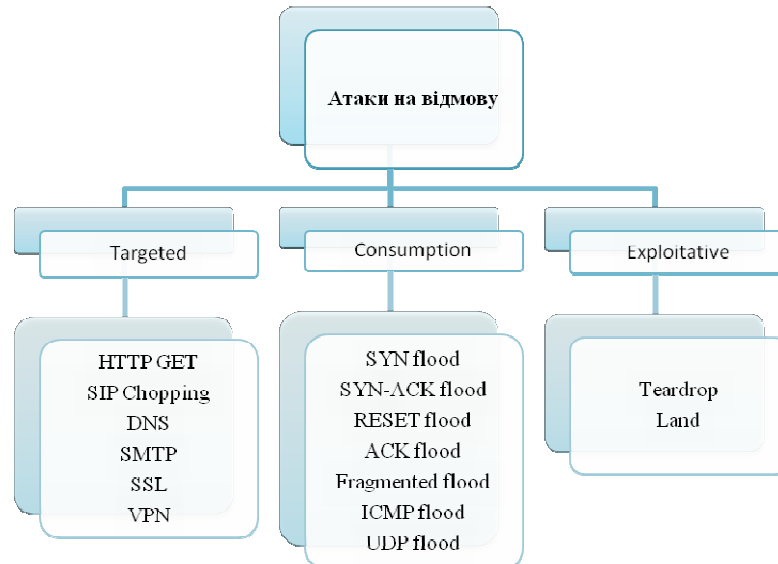 Атаки на відмову
Targeted
Consumption
Exploitative
HTTP GET
SIP Chopping
DNS
SMTP
SSL
VPN
SYN flood
SYN-ACK flood
RESET flood
ACK flood
Fragmented flood
ICMP flood
UDP flood
Teardrop
Land